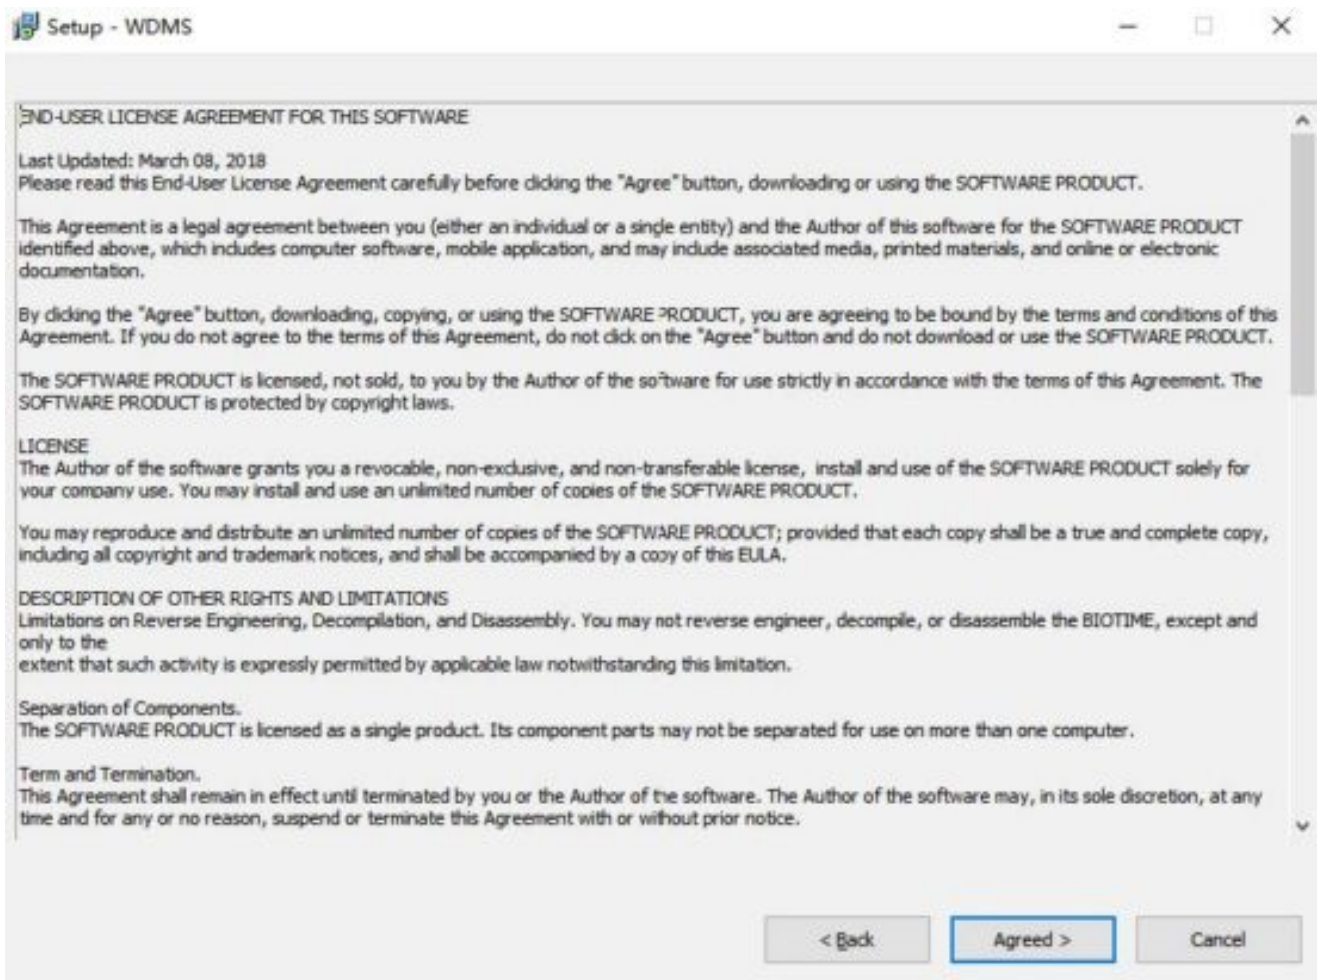 Setup - WDMS
END-USER LICENSE AGREEMENT FOR THIS SOFTWARE
Last Updated: March 08, 2018
Please read this End-User License Agreement carefully before clicking the "Agree" button, downloading or using the SOFTWARE PRODUCT.
This Agreement is a legal agreement between you (either an individual or a single entity) and the Author of this software for the SOFTWARE PRODUCT
identified above, which includes computer software, mobile application, and may include associated media, printed materials, and online or electronic
documentation.
By clicking the "Agree" button, downloading, copying, or using the SOFTWARE PRODUCT, you are agreeing to be bound by the terms and conditions of this
Agreement. If you do not agree to the terms of this Agreement, do not click on the "Agree" button and do not download or use the SOFTWARE PRODUCT.
The SOFTWARE PRODUCT is licensed, not sold, to you by the Author of the software for use strictly in accordance with the terms of this Agreement. The
SOFTWARE PRODUCT is protected by copyright laws.
LICENSE
The Author of the software grants you a revocable, non-exclusive, and non-transferable license, install and use of the SOFTWARE PRODUCT solely for
your company use. You may install and use an unlimited number of copies of the SOFTWARE PRODUCT.
You may reproduce and distribute an unlimited number of copies of the SOFTWARE PRODUCT; provided that each copy shall be a true and complete copy,
including all copyright and trademark notices, and shall be accompanied by a copy of this EULA.
DESCRIPTION OF OTHER RIGHTS AND LIMITATIONS
Limitations on Reverse Engineering, Decompilation, and Disassembly. You may not reverse engineer, decompile, or disassemble the BIOTIME, except and
only to the
extent that such activity is expressly permitted by applicable law notwithstanding this limitation.
Separation of Components.
The SOFTWARE PRODUCT is licensed as a single product. Its component parts may not be separated for use on more than one computer.
Term and Termination.
This Agreement shall remain in effect until terminated by you or the Author of the software. The Author of the software may, in its sole discretion, at any
time and for any or no reason, suspend or terminate this Agreement with or without prior notice.
< Back Agreed > Cancel